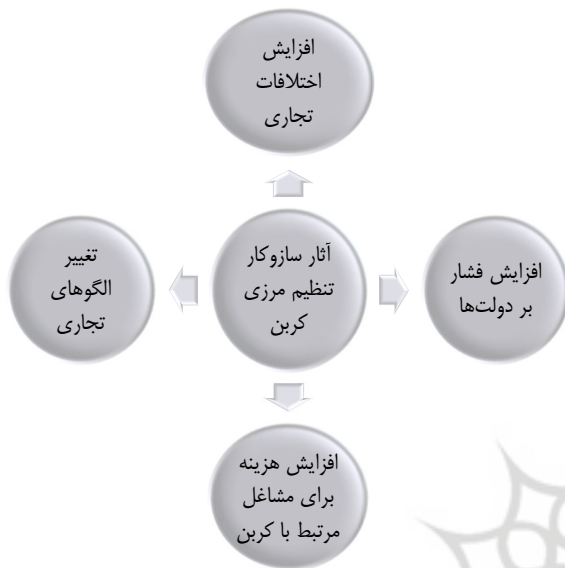 افزایش
اختلافات
تجاری
آثار سازوکار
تنظیم مرزی
کربن
افزایش فشار
بر دولت‌ها
تغییر
الگوهای
تجاری
افزایش هزینه
برای مشاغل
مرتبط با کربن